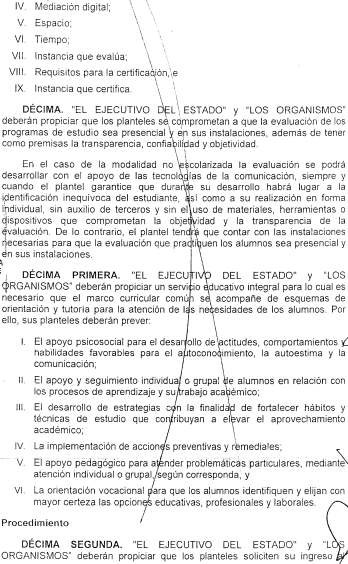 IV. Mediación digital;
V. Espacio;
VI. Tiempo;
VII. Instancia que evalúa;
VIII. Requisitos para la certificación, e
IX. Instancia que certifica.
DÉCIMA. "EL EJECUTIVO DEL ESTADO" y "LOS ORGANISMOS"
deberán propiciar que los planteles se comprometan a que la evaluación de los
programas de estudio sea presencial y en sus instalaciones, además de tener
como premisas la transparencia, confiabilidad y objetividad.
En el caso de la modalidad no escolarizada la evaluación se podrá
desarrollar con el apoyo de las tecnologías de la comunicación, siempre y
cuando el plantel garantice que durante su desarrollo habrá lugar a la
identificación inequívoca del estudiante, así como a su realización en forma
individual, sin auxilio de terceros y sin el uso de materiales, herramientas o
dispositivos que comprometan la objetividad y la transparencia de la
evaluación. De lo contrario, el plantel tendrá que contar con las instalaciones
necesarias para que la evaluación que practiquen los alumnos sea presencial y
en sus instalaciones.
DÉCIMA PRIMERA. "EL EJECUTIVO DEL ESTADO" y "LOS
ORGANISMOS" deberán propiciar un servicio educativo integral para lo cual es
necesario que el marco curricular común se acompañe de esquemas de
orientación y tutoría para la atención de las necesidades de los alumnos. Por
ello, sus planteles deberán prever:
I. El apoyo psicosocial para el desarrollo de actitudes, comportamientos y
habilidades favorables para el autoconocimiento, la autoestima y la
comunicación;
II. El apoyo y seguimiento individual o grupal de alumnos en relación con
los procesos de aprendizaje y su trabajo académico;
III. El desarrollo de estrategias con la finalidad de fortalecer hábitos y
técnicas de estudio que contribuyan a elevar el aprovechamiento
académico;
IV. La implementación de acciones preventivas y remediales;
V. El apoyo pedagógico para atender problemáticas particulares, mediante
atención individual o grupal, según corresponda, y
VI. La orientación vocacional para que los alumnos identifiquen y elijan con
mayor certeza las opciones educativas, profesionales y laborales.
Procedimiento
DÉCIMA SEGUNDA. "EL EJECUTIVO DEL ESTADO" y "LOS
ORGANISMOS" deberán propiciar que los planteles soliciten su ingreso